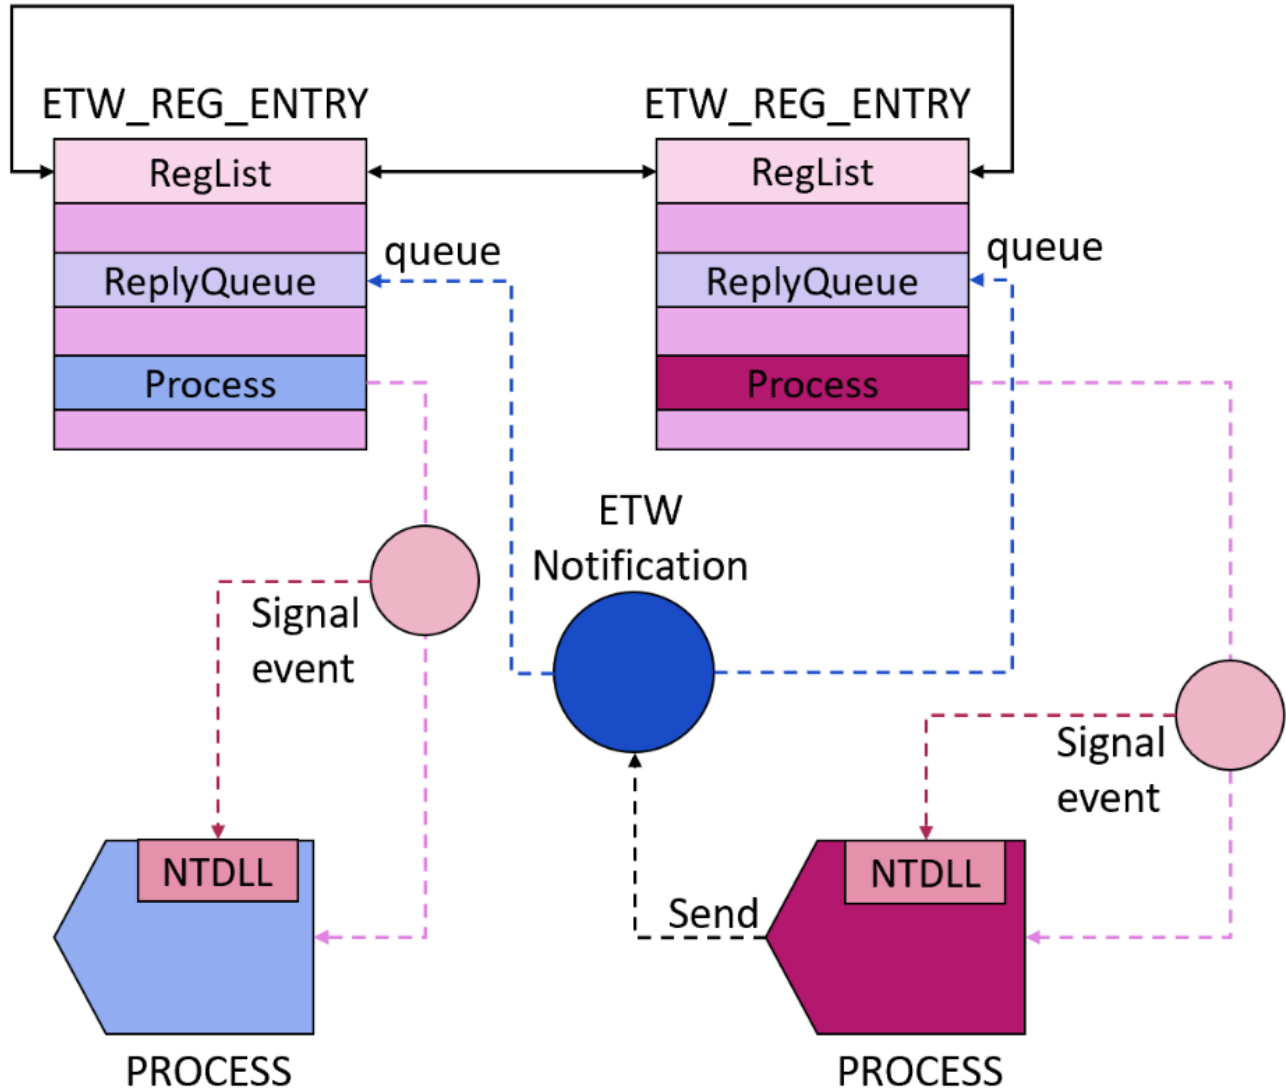 ETW_REG_ENTRY
ETW_REG_ENTRY
RegList
RegList
queue
queue
ReplyQueue
ReplyQueue
Process
Process
ETW
Notification
Signal
event
Signal
event
NTDLL
NTDLL
Send
PROCESS
PROCESS